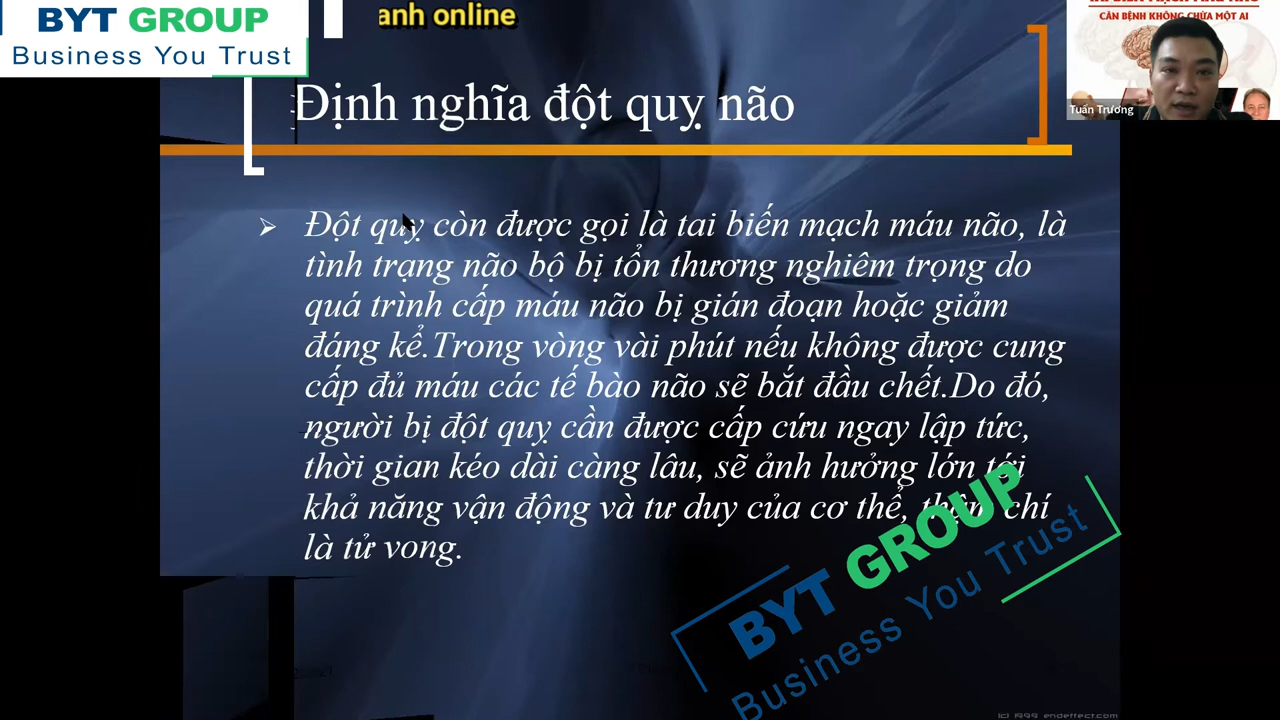 BYT GROUP
Business You Trust
anh online
CĂN BỆNH KHÔNG CHỪA MỘT AI
Tuấn Trương
Định nghĩa đột quỵ não
Đột quỵ còn được gọi là tai biến mạch máu não, là
tình trạng não bộ bị tổn thương nghiêm trọng do
quá trình cấp máu não bị gián đoạn hoặc giảm
đáng kể.Trong vòng vài phút nếu không được cung
cấp đủ máu các tế bào não sẽ bắt đầu chết.Do đó,
người bị đột quỵ cần được cấp cứu ngay lập tức,
thời gian kéo dài càng lâu, sẽ ảnh hưởng lớn tới
khả năng vận động và tư duy của cơ thể, thậm chí
là tử vong.
BYT GROUP
Business You Trust
(c) 1999 endeffect.com